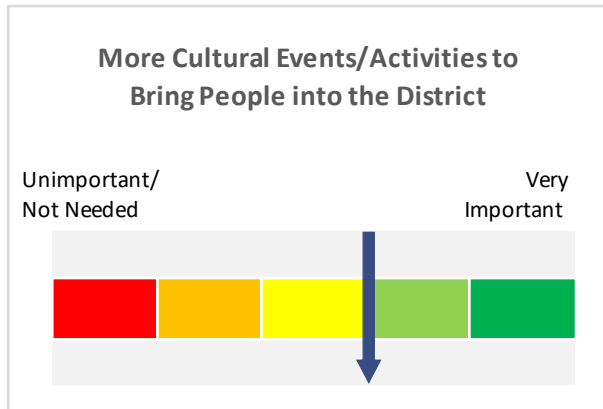 More Cultural Events/Activities to
Bring People into the District
Unimportant/
Not Needed
Very
Important